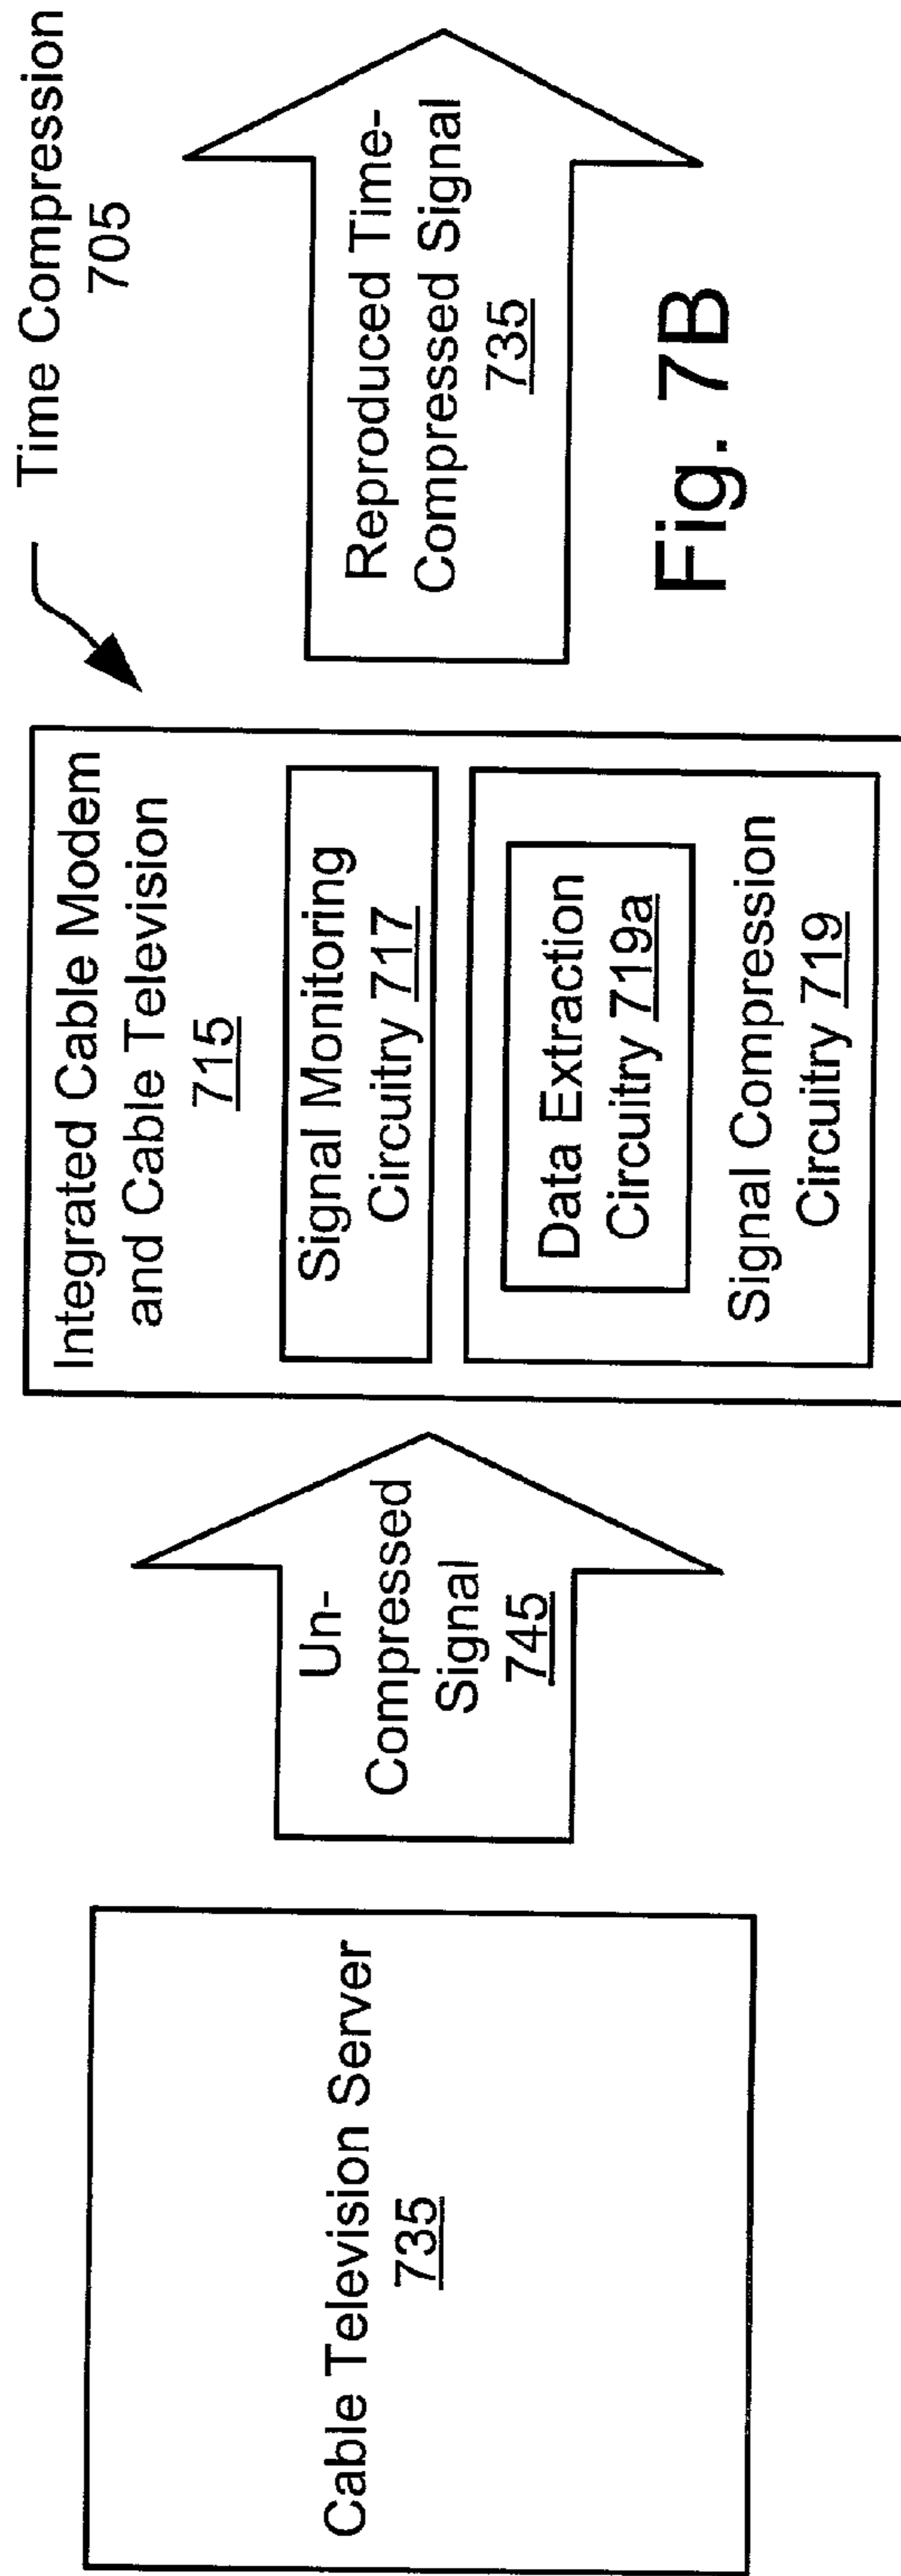 Time Compression
705
Cable Television Server
735
Un-
Compressed
Signal
745
Integrated Cable Modem
and Cable Television
715
Signal Monitoring
Circuitry 717
Data Extraction
Circuitry 719a
Signal Compression
Circuitry 719
Reproduced Time-
Compressed Signal
735
Fig. 7B